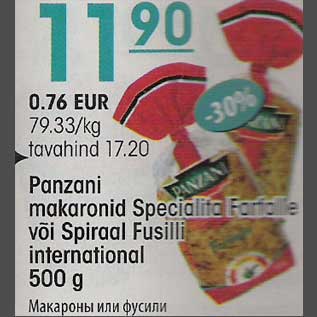 11 90
0.76 EUR
79.33/kg
tavahind 17.20
-30%
PANZANI
Panzani
makaronid Specialita Farfalle
või Spiraal Fusilli
international
500 g
Макароны или фусили